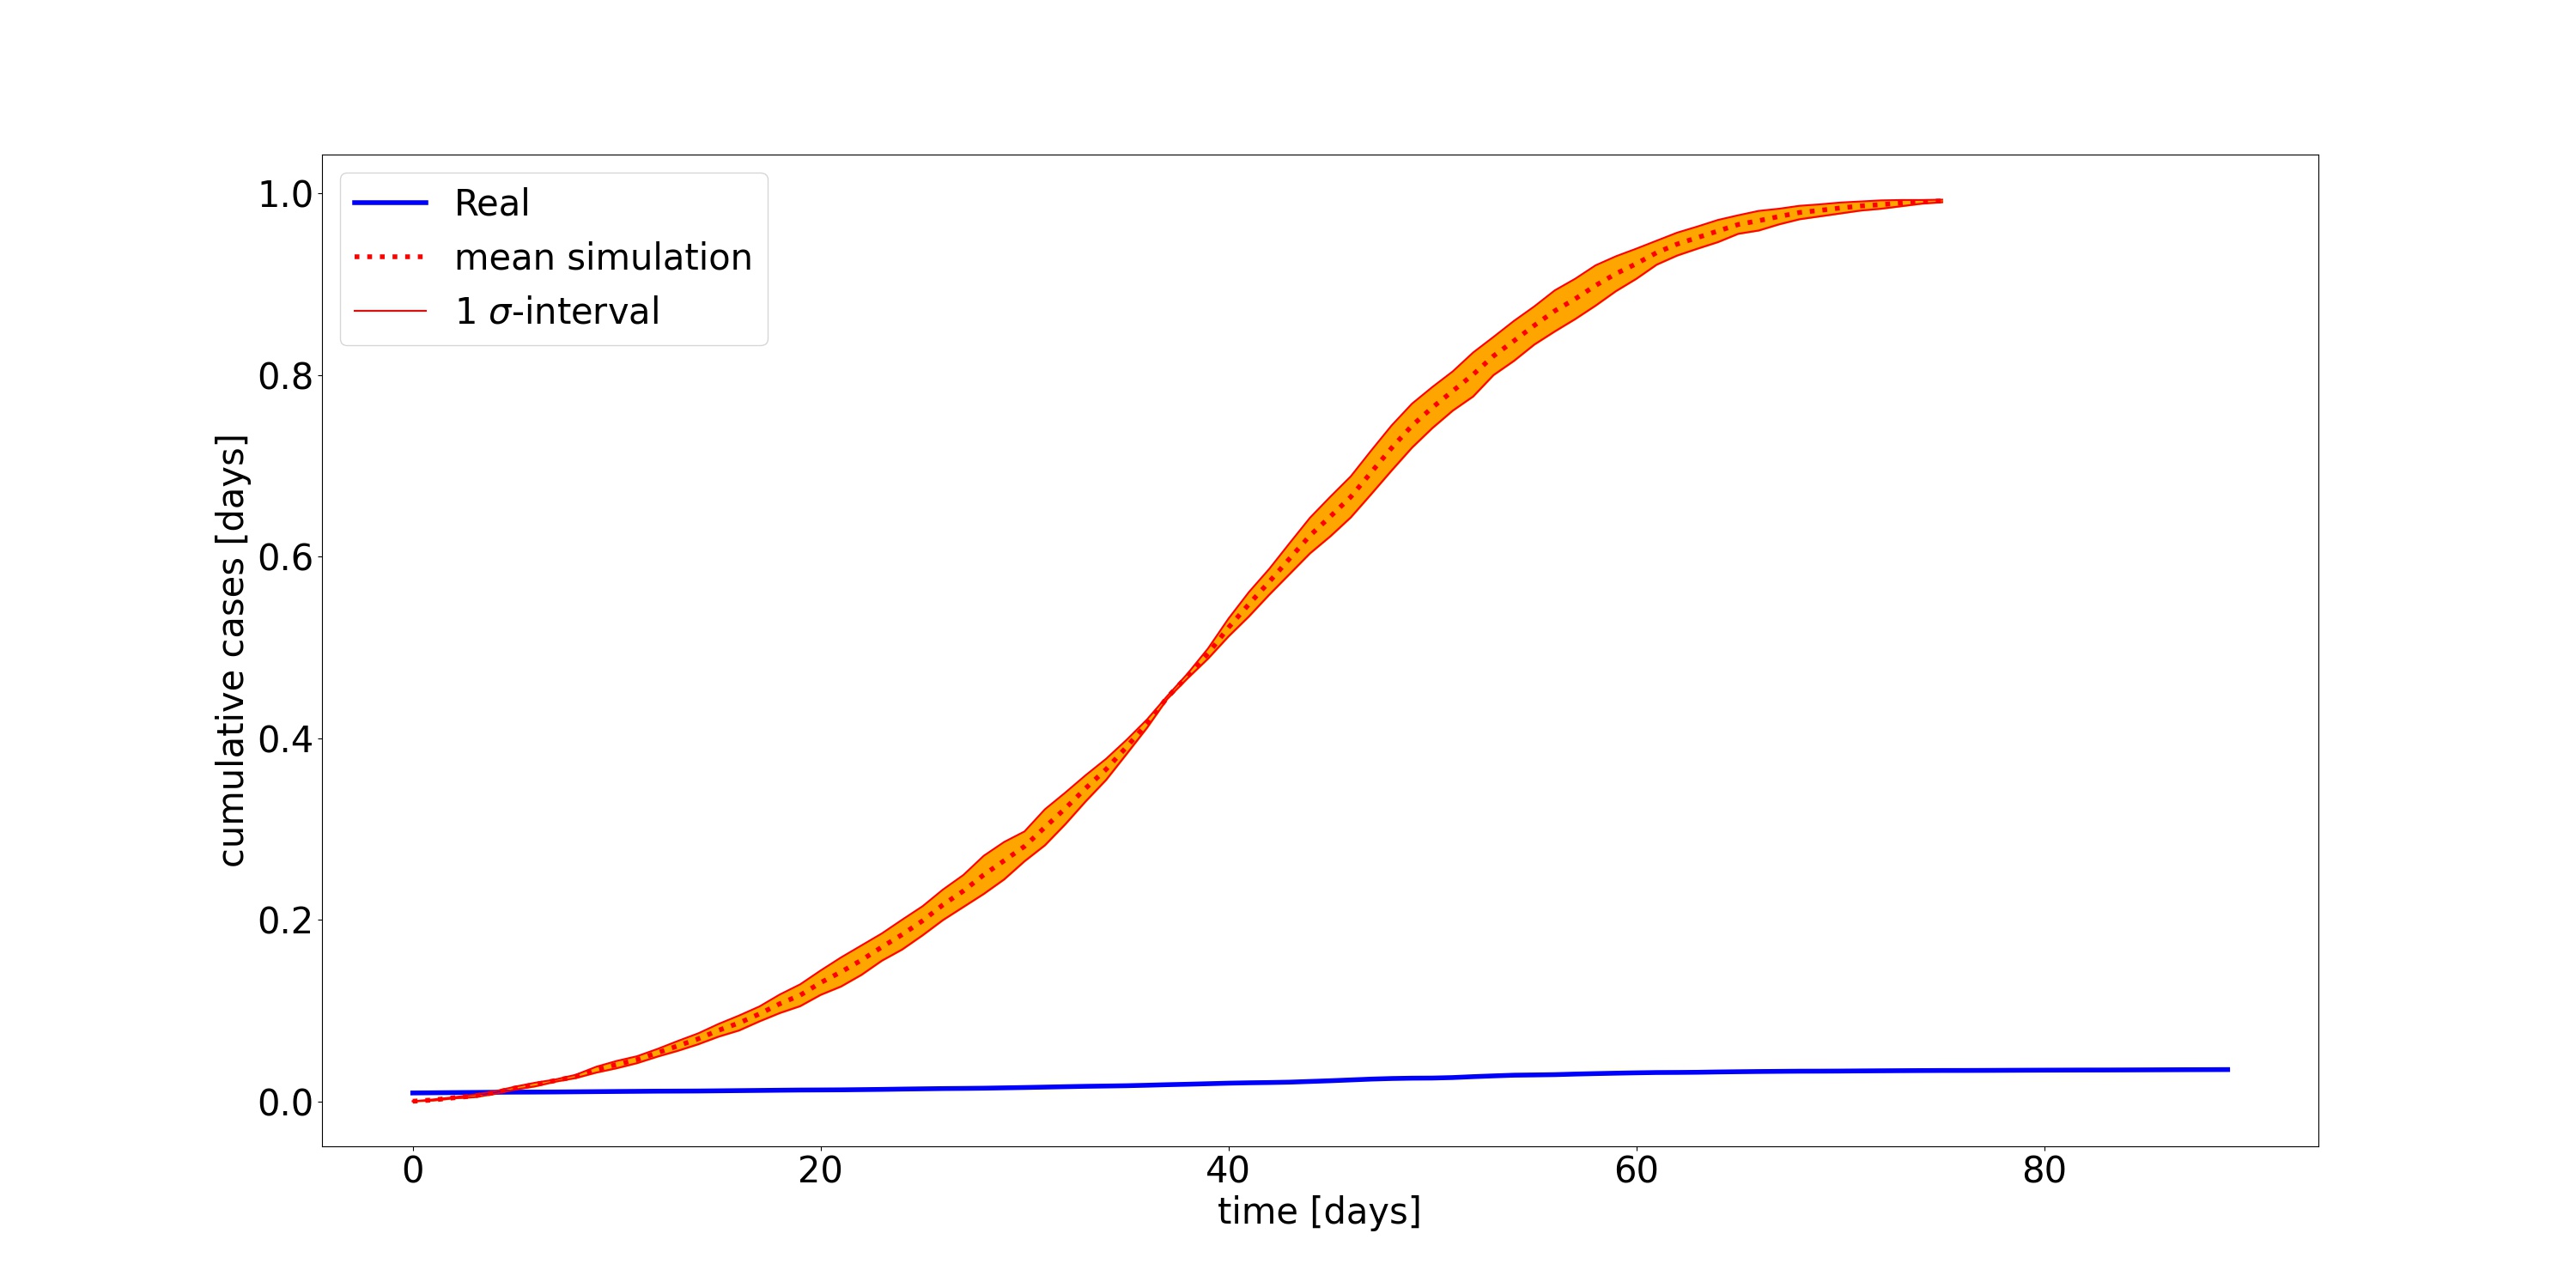 Real
mean simulation
1 σ-interval
1.0
0.8
0.6
0.4
0.2
0.0
cumulative cases [days]
0 20 40 60 80
time [days]